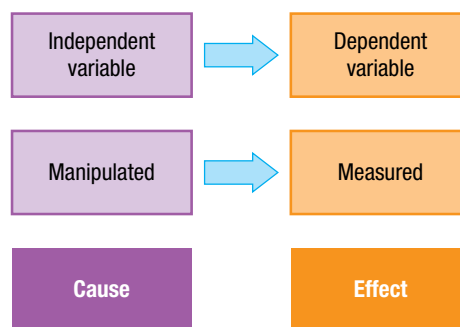 Independent
variable
Dependent
variable
Manipulated
Measured
Cause
Effect